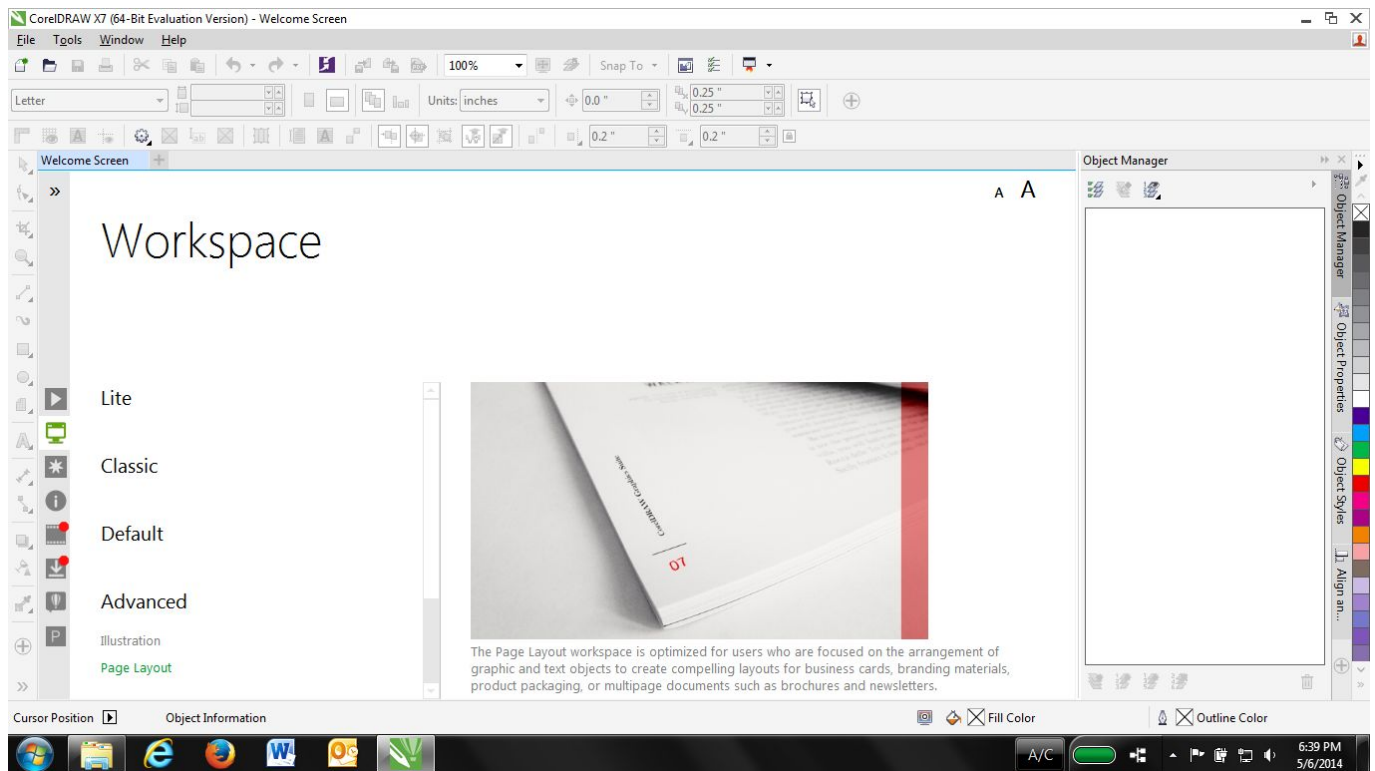 CorelDRAW X7 (64-Bit Evaluation Version) - Welcome Screen
File Tools Window Help
100% Snap To
Letter Units: inches 0.0 " 0.25 "
0.25 "
0.2 " 0.2 "
Welcome Screen
Object Manager
A A
Workspace
Lite
Classic
Default
Advanced
Illustration
Page Layout
CorelDRAW Graphics Suite
07
The Page Layout workspace is optimized for users who are focused on the arrangement of
graphic and text objects to create compelling layouts for business cards, branding materials,
product packaging, or multipage documents such as brochures and newsletters.
Object Manager
Object Properties
Object Styles
Align an...
Cursor Position Object Information Fill Color Outline Color
A/C
6:39 PM
5/6/2014